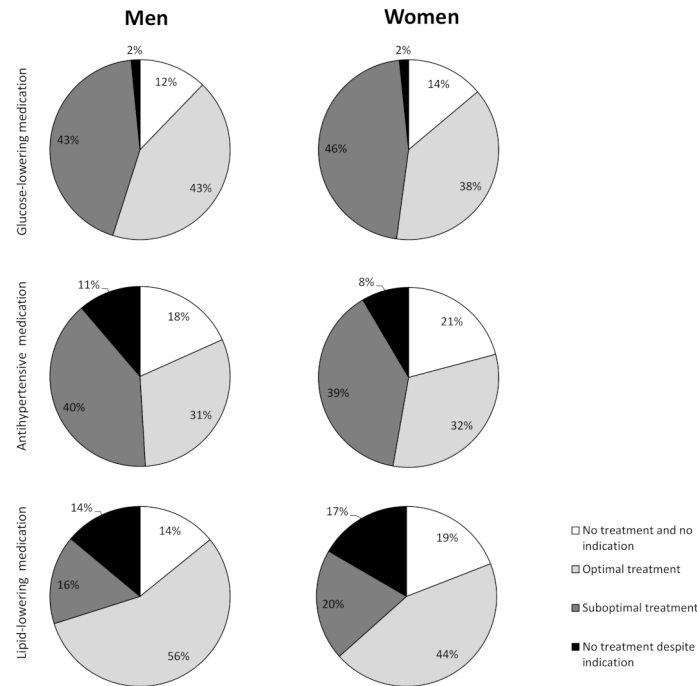 Men
Women
Glucose-lowering medication
2%
12%
43%
43%
2%
14%
46%
38%
Antihypertensive medication
11%
18%
40%
31%
8%
21%
39%
32%
Lipid-lowering medication
14%
14%
16%
56%
17%
19%
20%
44%
No treatment and no
indication
Optimal treatment
Suboptimal treatment
No treatment despite
indication